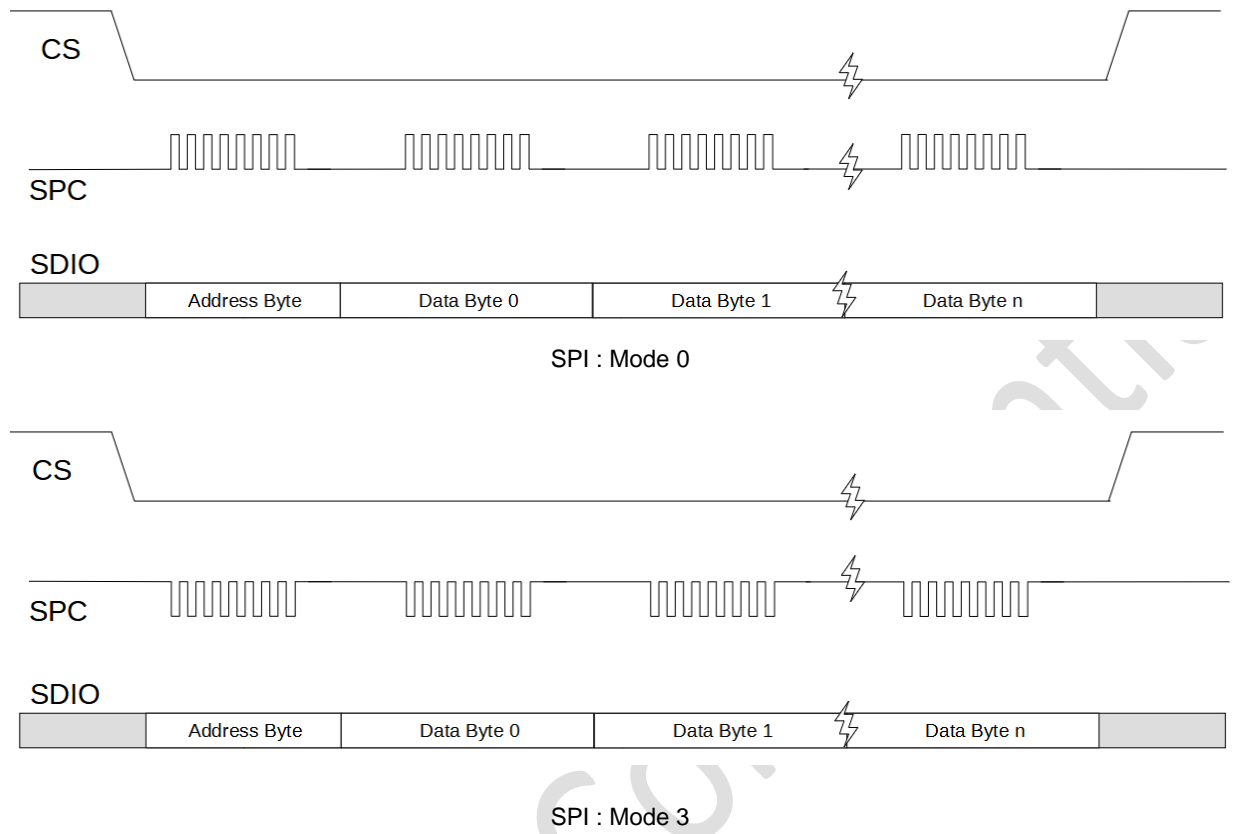 CS
SPC
SDIO
Address Byte Data Byte 0 Data Byte 1 Data Byte n
SPI : Mode 0
CS
SPC
SDIO
Address Byte Data Byte 0 Data Byte 1 Data Byte n
SPI : Mode 3